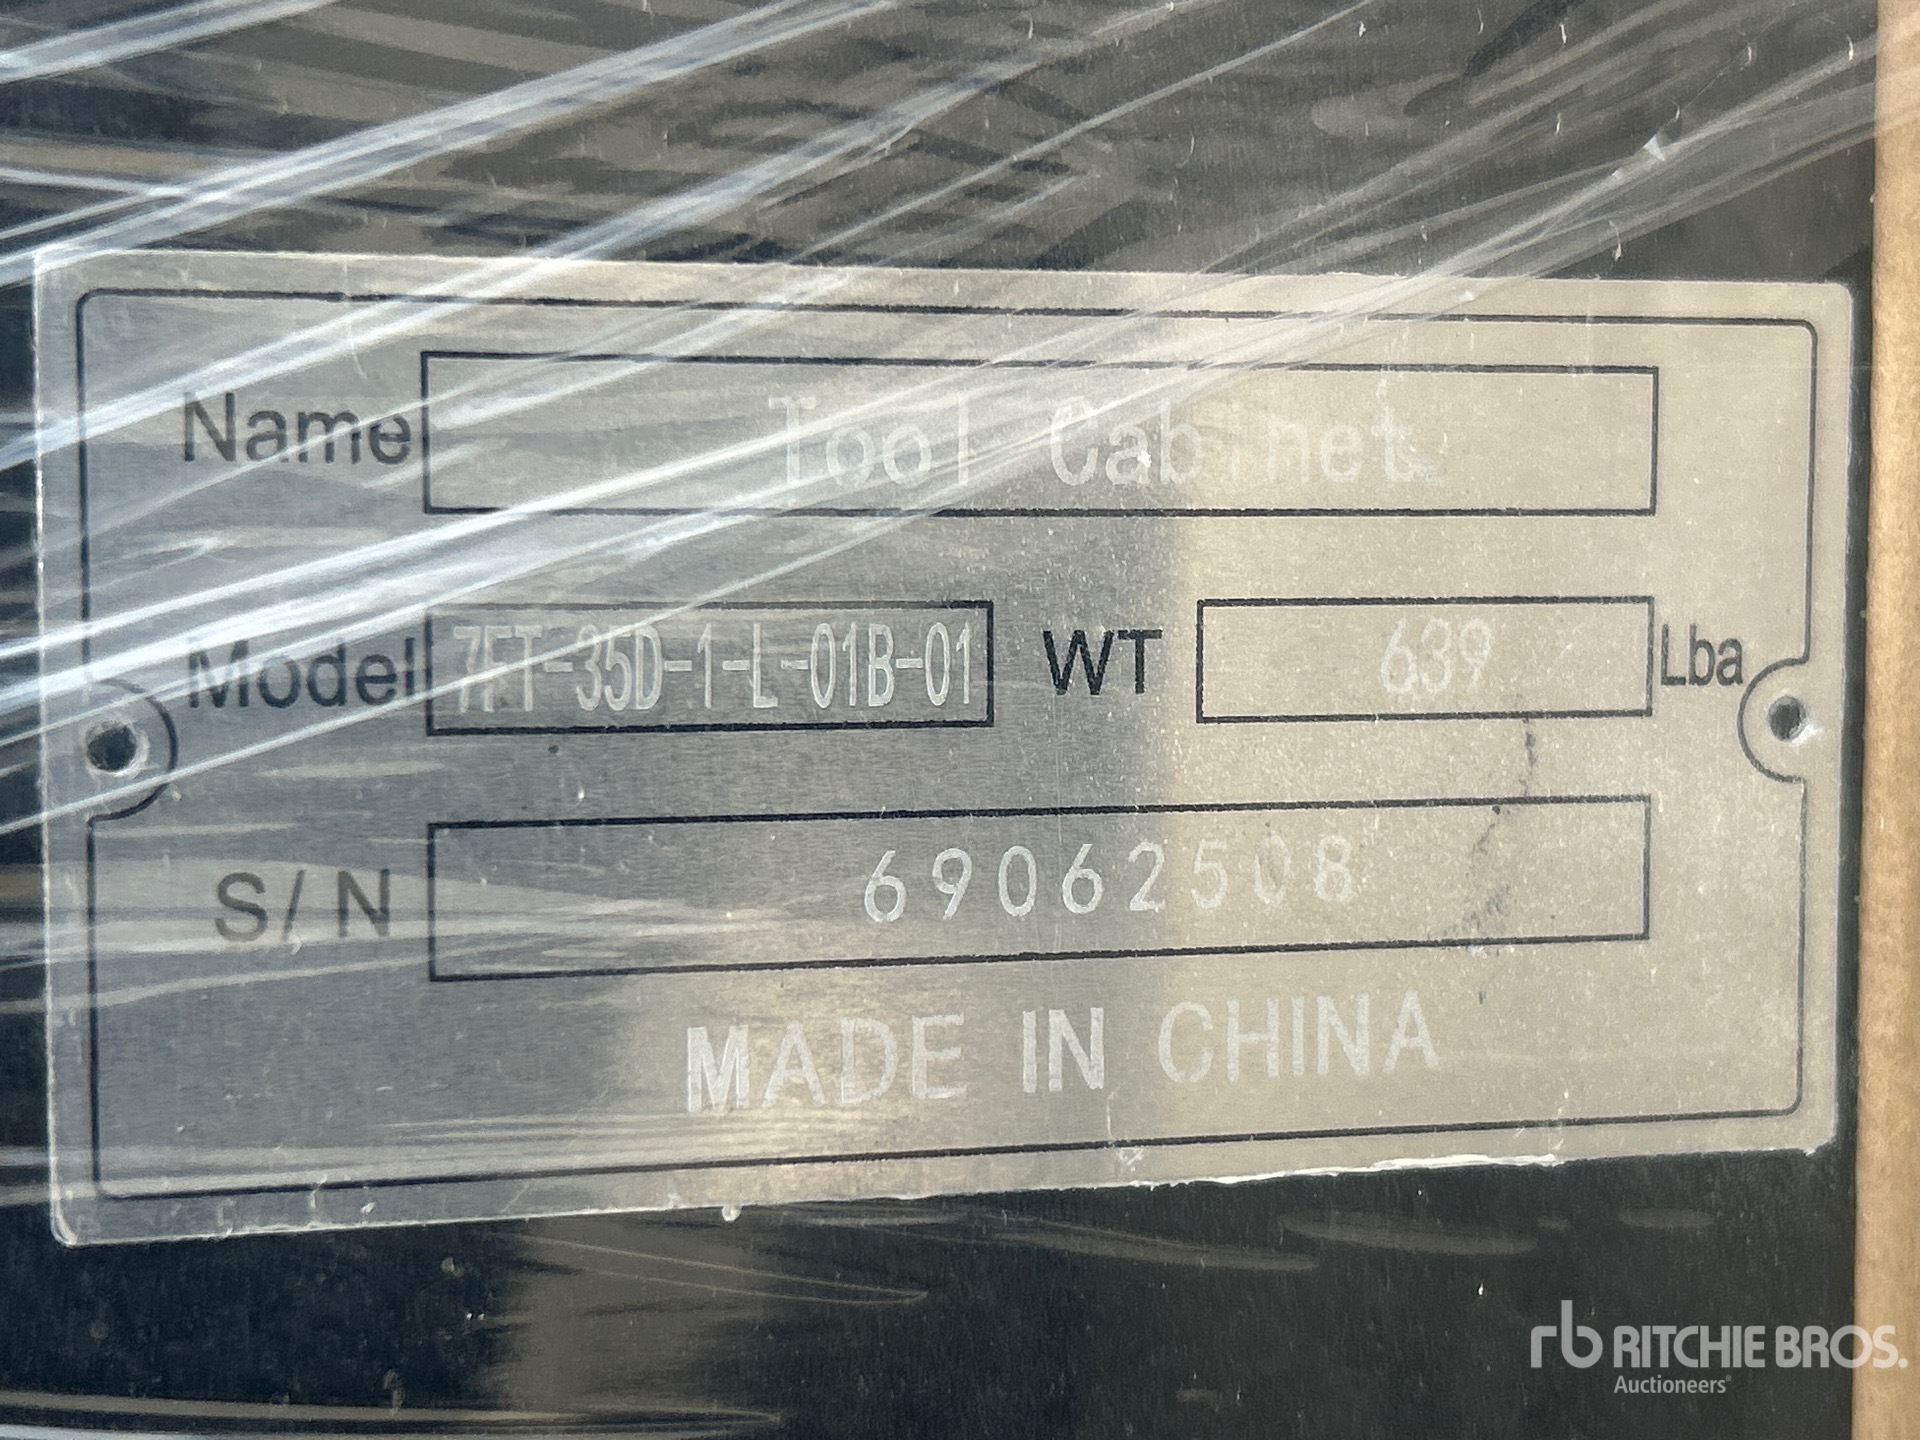 Name Tool Cabinet
Model 7FT-35D-1-L-01B-01 WT 639 Lba
S/N 69062508
MADE IN CHINA
rb RITCHIE BROS.
Auctioneers